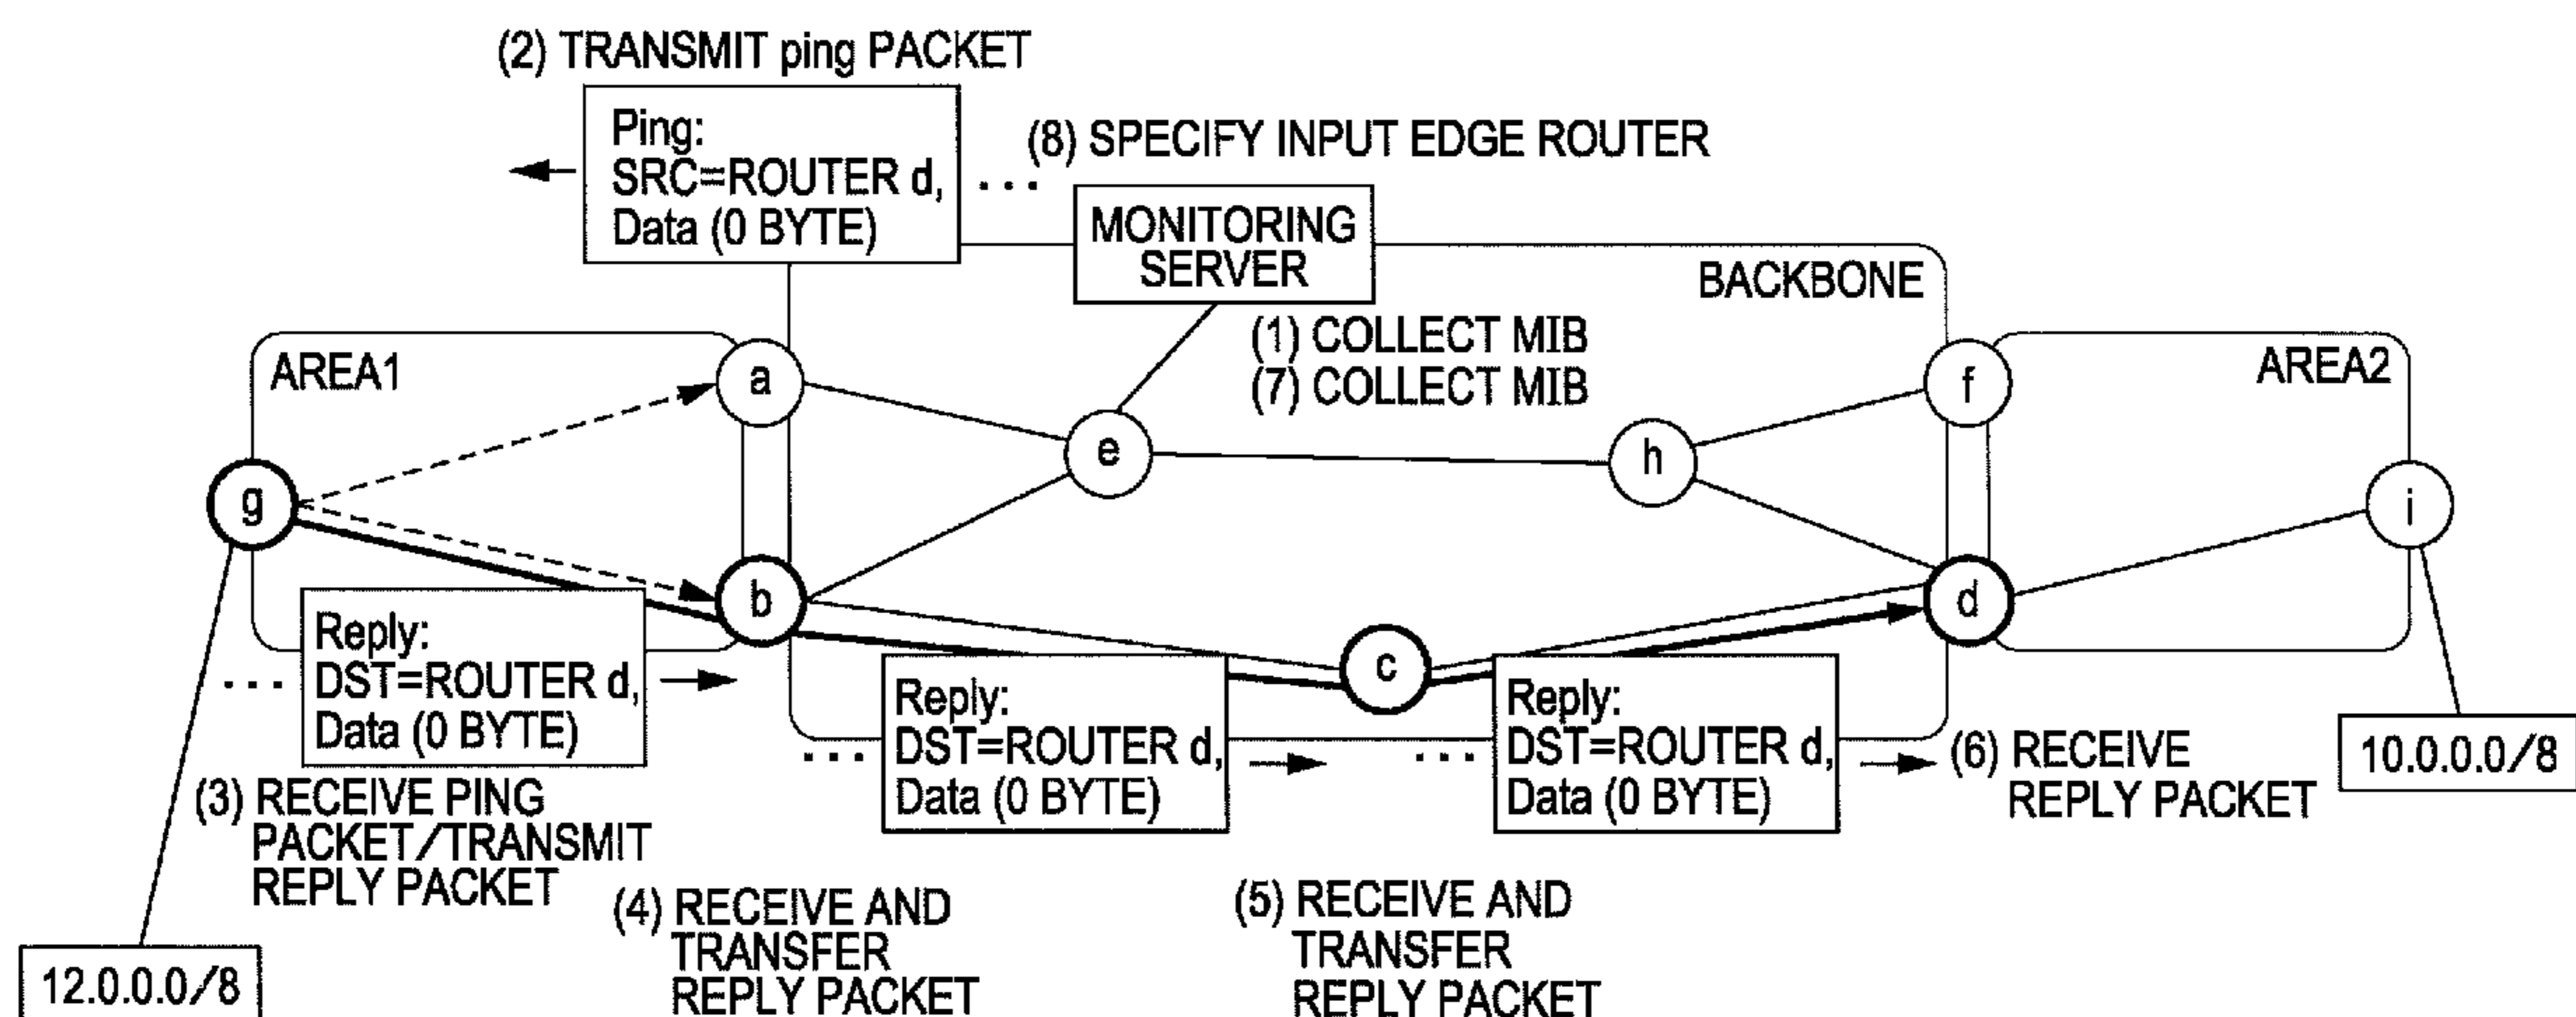 (2) TRANSMIT ping PACKET
Ping:
SRC=ROUTER d,
Data (0 BYTE)
...
(8) SPECIFY INPUT EDGE ROUTER
MONITORING
SERVER
BACKBONE
(1) COLLECT MIB
(7) COLLECT MIB
AREA1
AREA2
a
f
e
h
g
i
b
d
c
Reply:
... DST=ROUTER d,
Data (0 BYTE)
Reply:
... DST=ROUTER d,
Data (0 BYTE)
Reply:
... DST=ROUTER d,
Data (0 BYTE)
(3) RECEIVE PING
PACKET/TRANSMIT
REPLY PACKET
(6) RECEIVE
REPLY PACKET
10.0.0.0/8
(4) RECEIVE AND
TRANSFER
REPLY PACKET
(5) RECEIVE AND
TRANSFER
REPLY PACKET
12.0.0.0/8